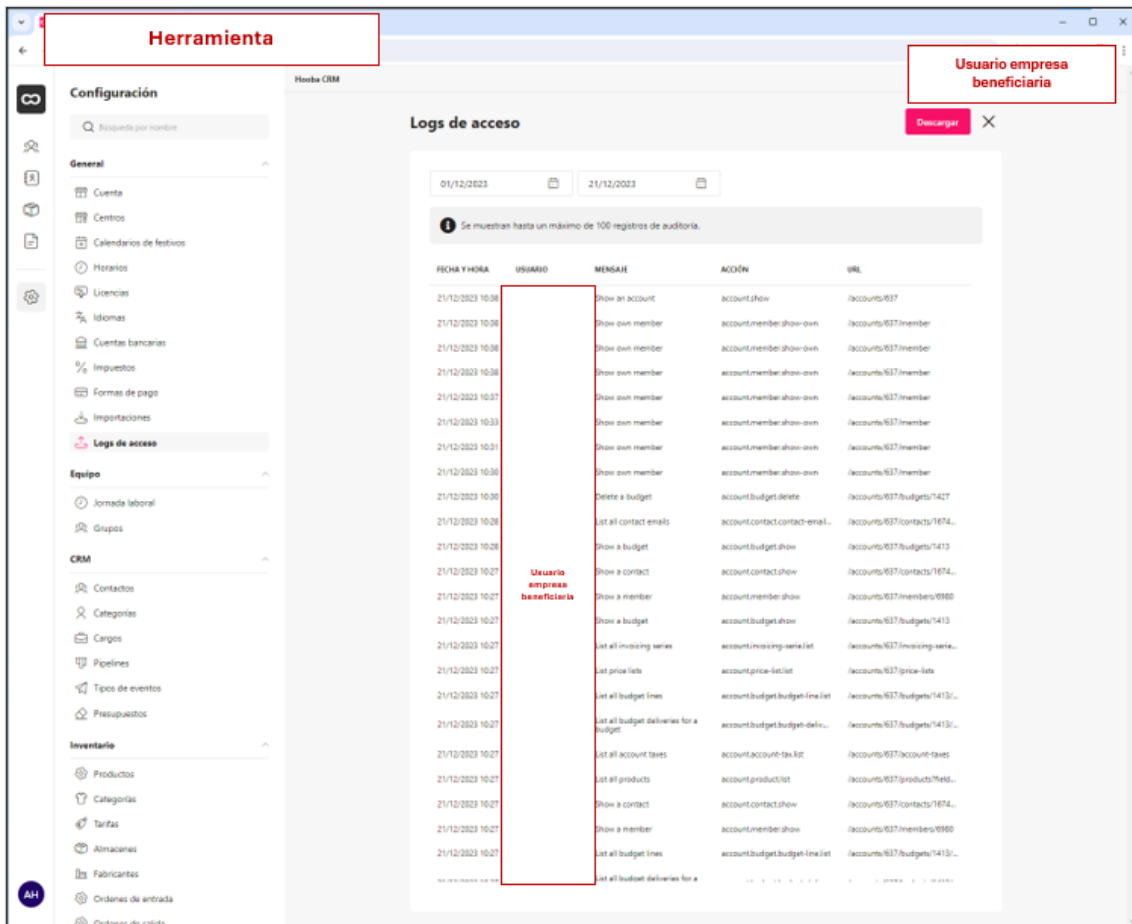 Herramienta
Usuario empresa
beneficiaria
Hooba CRM
Configuración
Búsqueda por nombre
General
Cuenta
Centros
Calendarios de festivos
Horarios
Licencias
Idiomas
Cuentas bancarias
Impuestos
Formas de pago
Importaciones
Logs de acceso
Equipo
Jornada laboral
Grupos
CRM
Contactos
Categorías
Cargos
Pipelines
Tipos de eventos
Presupuestos
Inventario
Productos
Categorías
Tarifas
Almacenes
Fabricantes
Ordenes de entrada
Ordenes de salida
AH
Logs de acceso
Descargar
01/12/2023 21/12/2023
Se muestran hasta un máximo de 100 registros de auditoría.
FECHA Y HORA USUARIO MENSAJE ACCIÓN URL
21/12/2023 10:38 Show an account account.show /accounts/637
21/12/2023 10:38 Show own member account.member.show-own /accounts/637/member
21/12/2023 10:38 Show own member account.member.show-own /accounts/637/member
21/12/2023 10:38 Show own member account.member.show-own /accounts/637/member
21/12/2023 10:37 Show own member account.member.show-own /accounts/637/member
21/12/2023 10:33 Show own member account.member.show-own /accounts/637/member
21/12/2023 10:31 Show own member account.member.show-own /accounts/637/member
21/12/2023 10:30 Show own member account.member.show-own /accounts/637/member
21/12/2023 10:30 Delete a budget account.budget.delete /accounts/637/budgets/1427
21/12/2023 10:28 List all contact emails account.contact.contact-email... /accounts/637/contacts/1674...
21/12/2023 10:28 Show a budget account.budget.show /accounts/637/budgets/1413
Usuario
empresa
beneficiaria
21/12/2023 10:27 Show a contact account.contact.show /accounts/637/contacts/1674...
21/12/2023 10:27 Show a member account.member.show /accounts/637/members/6980
21/12/2023 10:27 Show a budget account.budget.show /accounts/637/budgets/1413
21/12/2023 10:27 List all invoicing series account.invoicing-serie.list /accounts/637/invoicing-serie...
21/12/2023 10:27 List price lists account.price-list.list /accounts/637/price-lists
21/12/2023 10:27 List all budget lines account.budget.budget-line.list /accounts/637/budgets/1413/...
21/12/2023 10:27 List all budget deliveries for a
budget account.budget.budget-deliv... /accounts/637/budgets/1413/...
21/12/2023 10:27 List all account taxes account.account-tax.list /accounts/637/account-taxes
21/12/2023 10:27 List all products account.product.list /accounts/637/products?field...
21/12/2023 10:27 Show a contact account.contact.show /accounts/637/contacts/1674...
21/12/2023 10:27 Show a member account.member.show /accounts/637/members/6980
21/12/2023 10:27 List all budget lines account.budget.budget-line.list /accounts/637/budgets/1413/...
List all budget deliveries for a